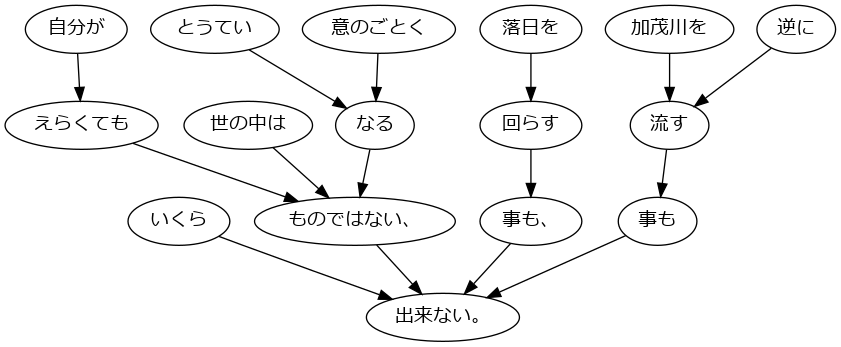 自分が とうてい 意のごとく 落日を 加茂川を 逆に
えらくても 世の中は なる 回らす 流す
いくら ものではない、 事も、 事も
出来ない。